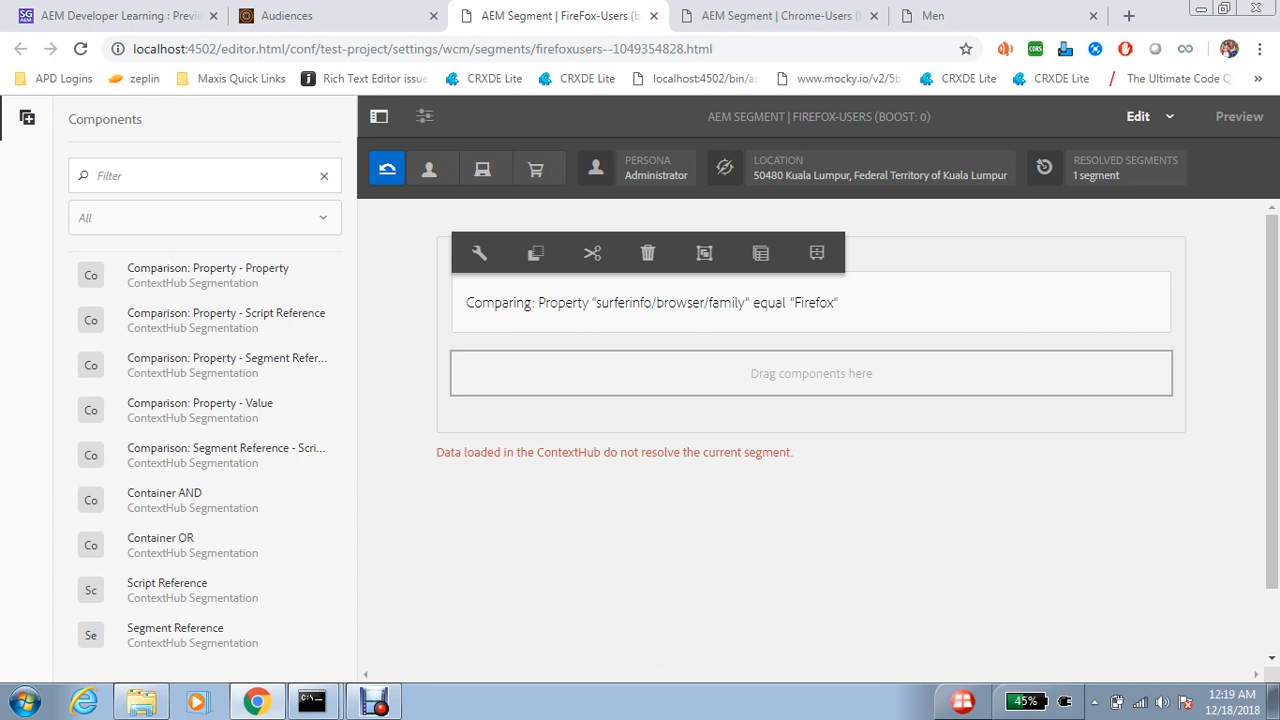 AEM Developer Learning : Previe
Audiences
AEM Segment | FireFox-Users (b
AEM Segment | Chrome-Users (
Men
localhost:4502/editor.html/conf/test-project/settings/wcm/segments/firefoxusers--1049354828.html
APD Logins
zeplin
Maxis Quick Links
Rich Text Editor issue
CRXDE Lite
CRXDE Lite
localhost:4502/bin/a
www.mocky.io/v2/5b
CRXDE Lite
CRXDE Lite
The Ultimate Code Q
»
Components
Filter
All
Co
Comparison: Property - Property
ContextHub Segmentation
Co
Comparison: Property - Script Reference
ContextHub Segmentation
Co
Comparison: Property - Segment Refer...
ContextHub Segmentation
Co
Comparison: Property - Value
ContextHub Segmentation
Co
Comparison: Segment Reference - Scri...
ContextHub Segmentation
Co
Container AND
ContextHub Segmentation
Co
Container OR
ContextHub Segmentation
Sc
Script Reference
ContextHub Segmentation
Se
Segment Reference
ContextHub Segmentation
AEM SEGMENT | FIREFOX-USERS (BOOST: 0)
Edit
Preview
PERSONA
Administrator
LOCATION
50480 Kuala Lumpur, Federal Territory of Kuala Lumpur
RESOLVED SEGMENTS
1 segment
Comparing: Property "surferinfo/browser/family" equal "Firefox"
Drag components here
Data loaded in the ContextHub do not resolve the current segment.
45%
12:19 AM
12/18/2018